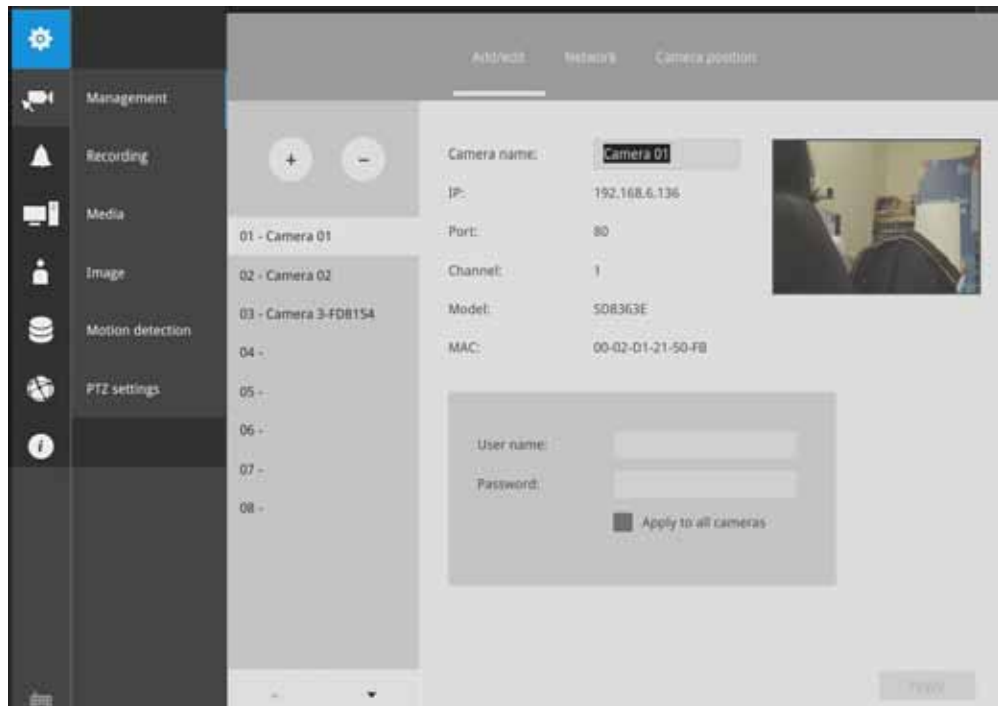 Add/edit Network Camera position
Management
Recording
Media
Image
Motion detection
PTZ settings
+ −
01 - Camera 01
02 - Camera 02
03 - Camera 3-FD8154
04 -
05 -
06 -
07 -
08 -
Camera name: Camera 01
IP: 192.168.6.136
Port: 80
Channel: 1
Model: SD8363E
MAC: 00-02-D1-21-50-FB
User name:
Password:
Apply to all cameras
Apply